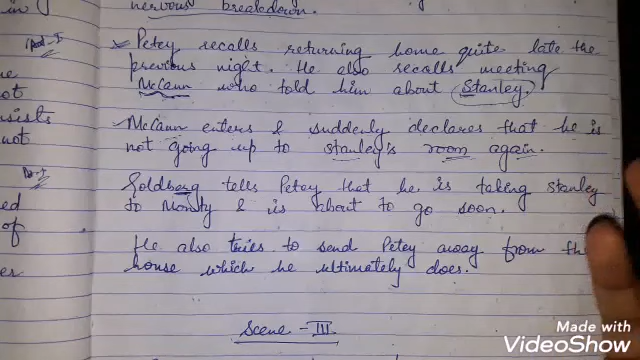 nervous breakdown.
Petey recalls returning home quite late the
previous night. He also recalls meeting
McCann who told him about Stanley.
McCann enters & suddenly declares that he is
not going up to stanley's room again.
Goldberg tells Petey that he is taking stanley
to Monty & is about to go soon.
He also tries to send Petey away from the
house which he ultimately does.
Scene - III
Made with
VideoShow